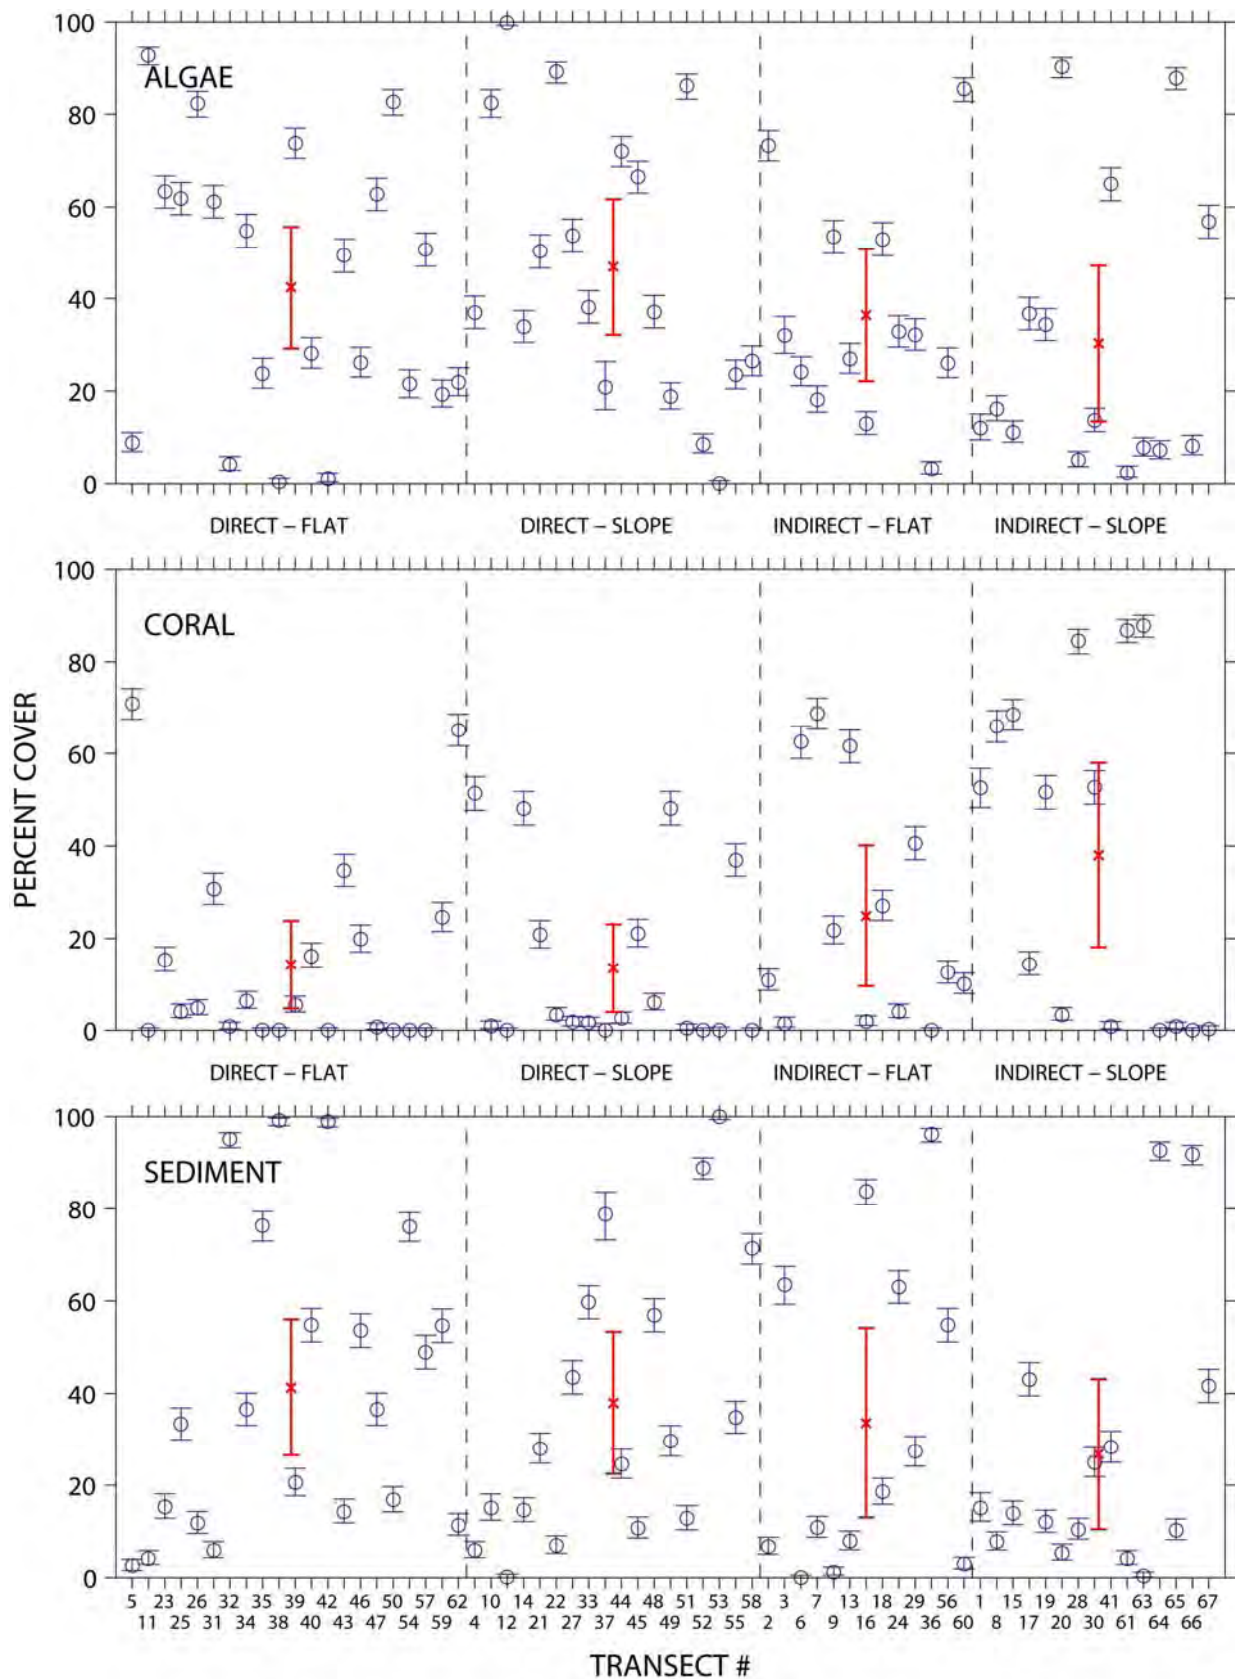 100
ALGAE
80
60
40
20
0
DIRECT – FLAT DIRECT – SLOPE INDIRECT – FLAT INDIRECT – SLOPE
100
CORAL
80
60
PERCENT COVER
40
20
0
DIRECT – FLAT DIRECT – SLOPE INDIRECT – FLAT INDIRECT – SLOPE
100
SEDIMENT
80
60
40
20
0
5 23 26 32 35 39 42 46 50 57 62 10 14 22 33 44 48 51 53 58 3 7 13 18 29 56 1 15 19 28 41 63 65 67
11 25 31 34 38 40 43 47 54 59 4 12 21 27 37 45 49 52 55 2 6 9 16 24 36 60 8 17 20 30 61 64 66
TRANSECT #